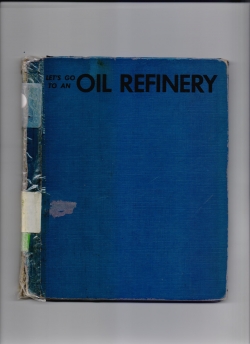 LET'S GO
TO AN
OIL REFINERY